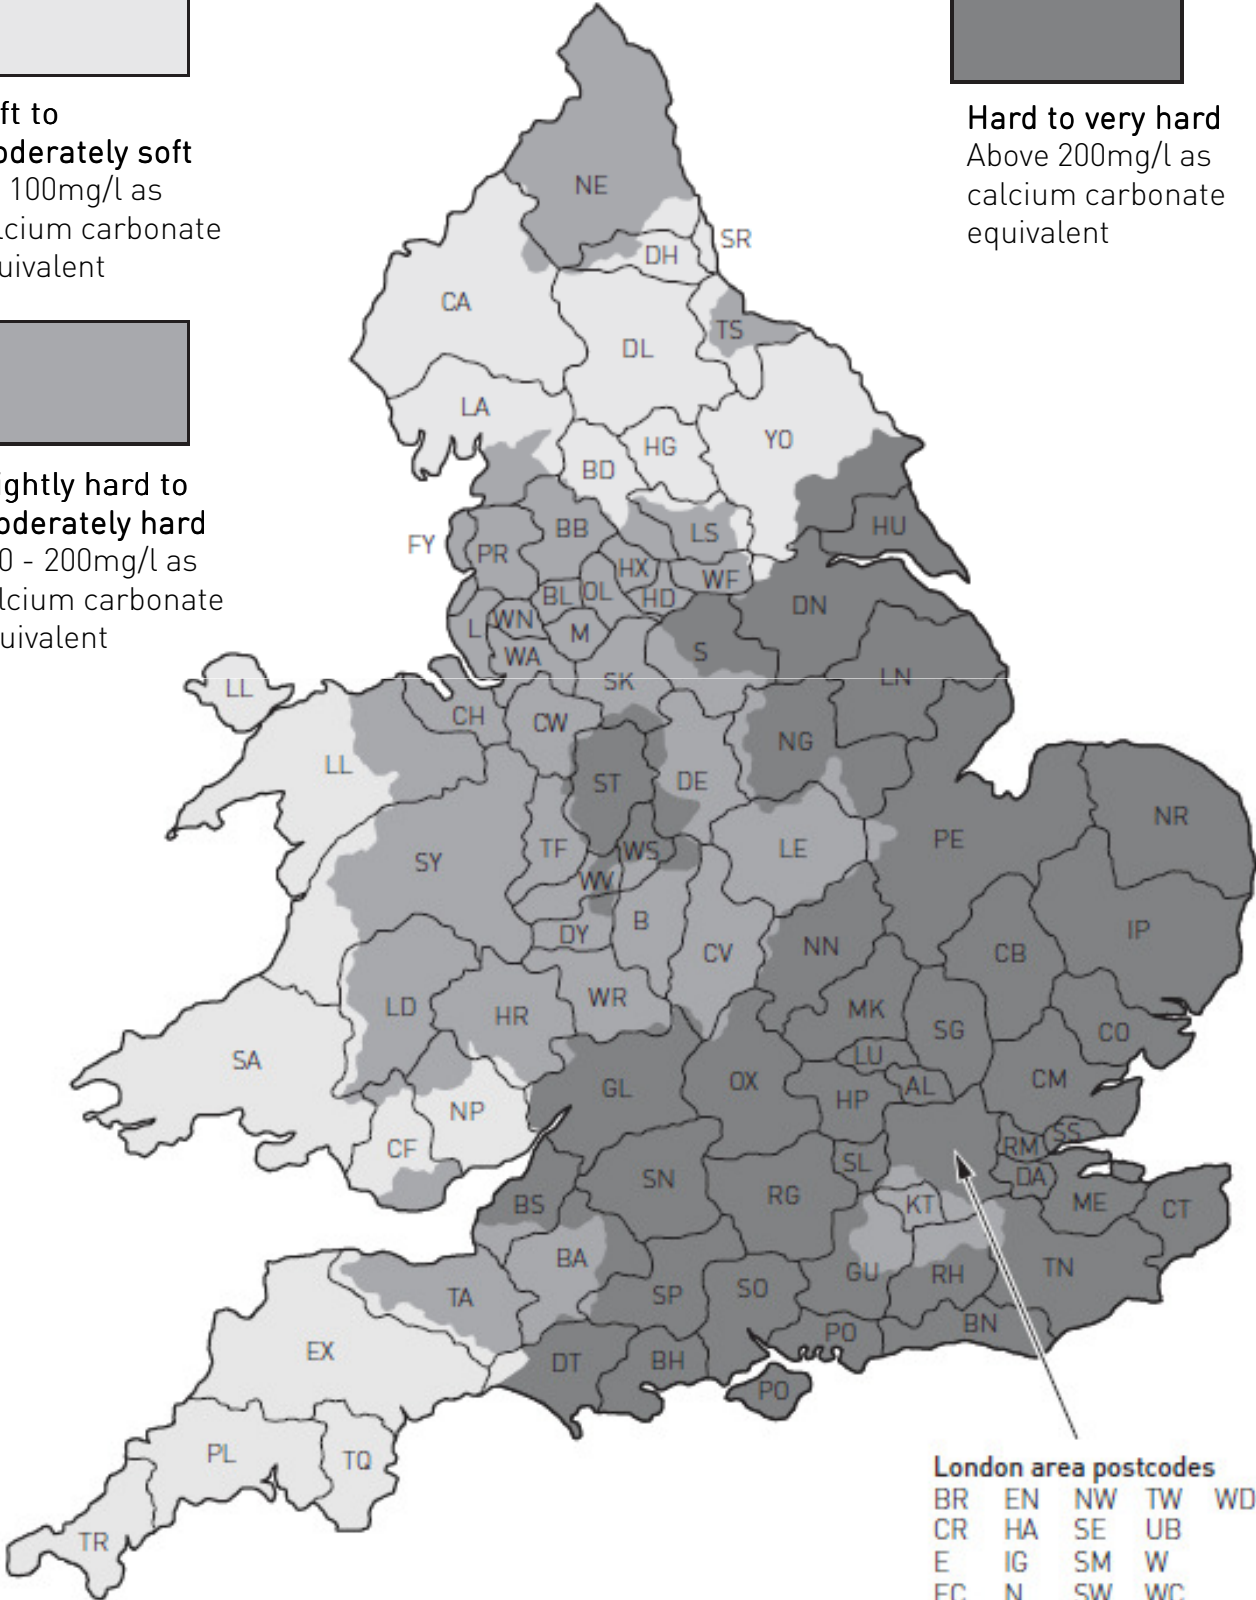 ft to
oderately soft
100mg/l as
lcium carbonate
uivalent
Hard to very hard
Above 200mg/l as
calcium carbonate
equivalent
ightly hard to
oderately hard
0 - 200mg/l as
lcium carbonate
quivalent
NE
SR
DH
CA
TS
DL
LA
YO
HG
BD
HU
BB
LS
FY
PR
HX
WF
BL
OL
HD
DN
WN
L
M
S
WA
SK
LN
LL
CH
CW
NG
LL
ST
DE
NR
PE
SY
TF
WS
LE
WV
B
DY
IP
NN
CV
CB
WR
LD
HR
MK
SG
CO
LU
SA
GL
OX
AL
CM
HP
NP
CF
RM
SS
SL
DA
SN
RG
KT
ME
CT
BS
BA
GU
RH
TN
TA
SP
SO
BN
PO
EX
DT
BH
PO
PL
TQ
TR
London area postcodes
BR EN NW TW WD
CR HA SE UB
E IG SM W
EC N SW WC